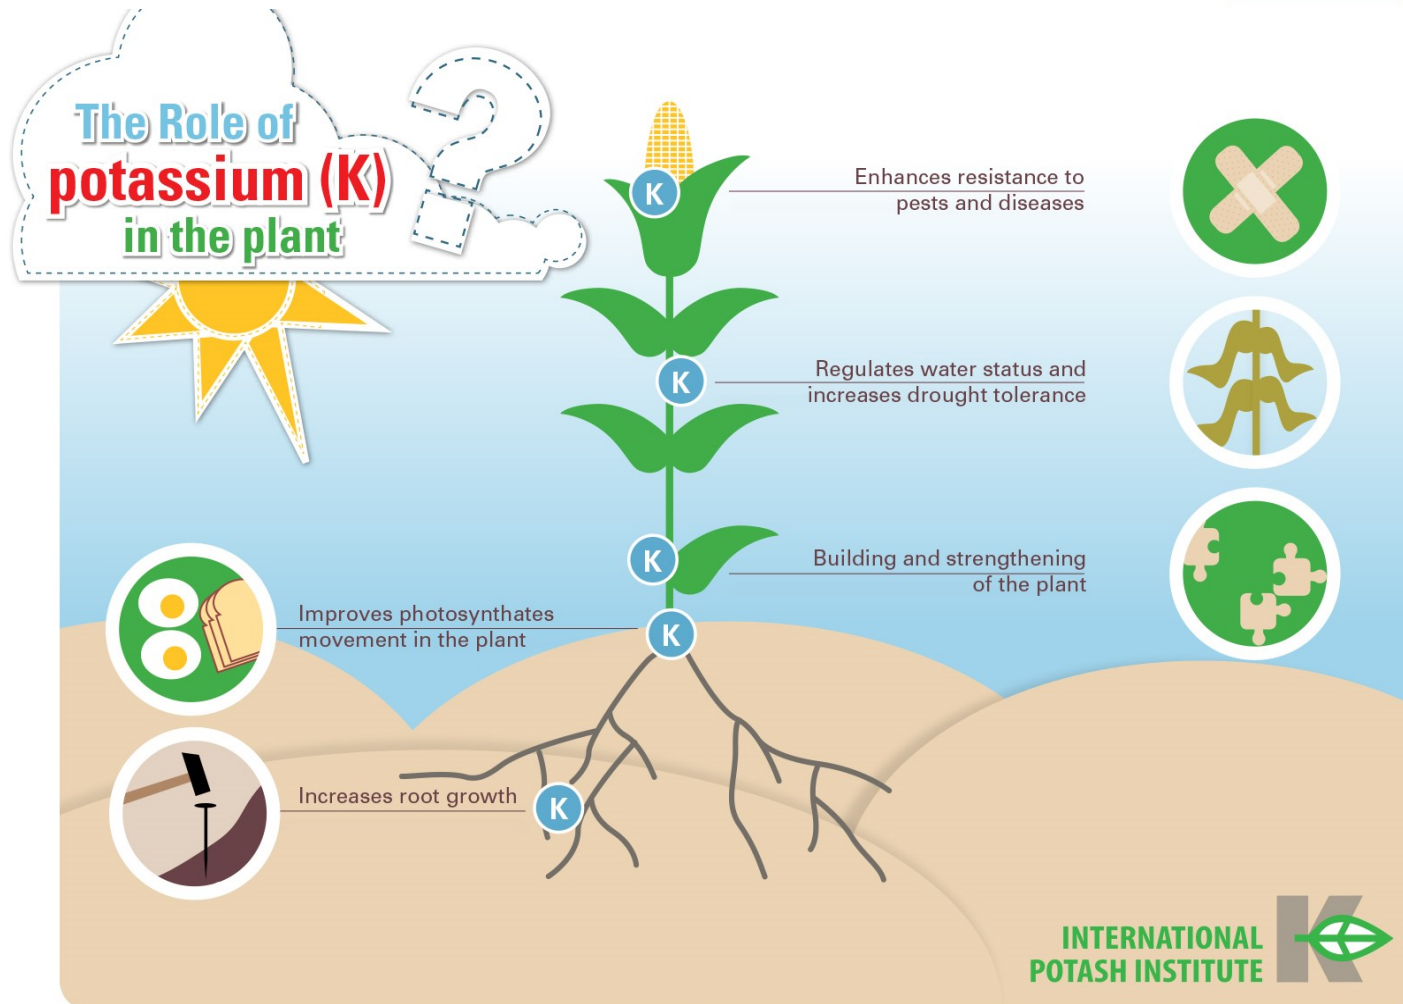 The Role of
potassium (K)
in the plant
?
K
Enhances resistance to
pests and diseases
K
Regulates water status and
increases drought tolerance
K
Building and strengthening
of the plant
Improves photosynthates
movement in the plant
K
Increases root growth
K
INTERNATIONAL
POTASH INSTITUTE
K